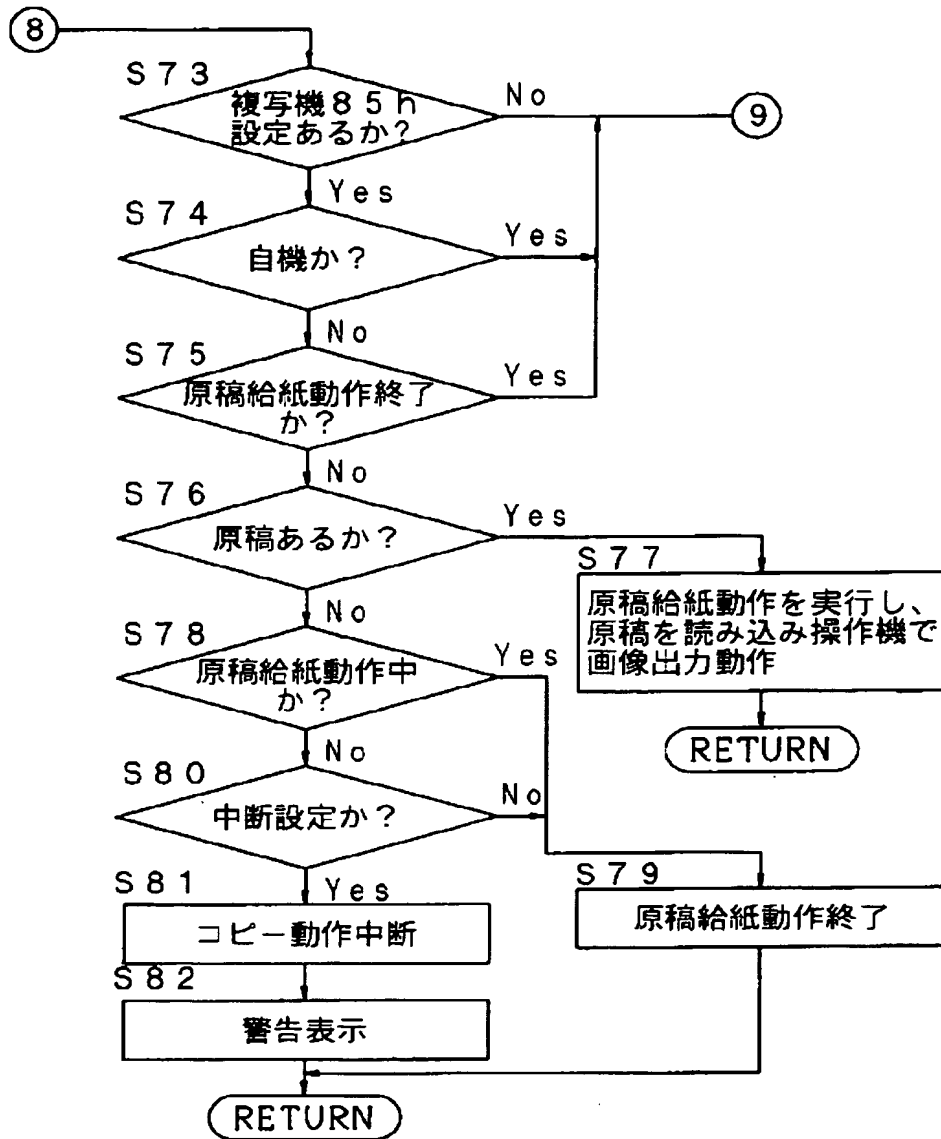 8
S73
複写機85h
設定あるか？
No
9
Yes
S74
自機か？
Yes
No
S75
原稿給紙動作終了
か？
Yes
No
S76
原稿あるか？
Yes
S77
原稿給紙動作を実行し、
原稿を読み込み操作機で
画像出力動作
RETURN
No
S78
原稿給紙動作中
か？
Yes
No
S80
中断設定か？
No
S79
原稿給紙動作終了
Yes
S81
コピー動作中断
S82
警告表示
RETURN